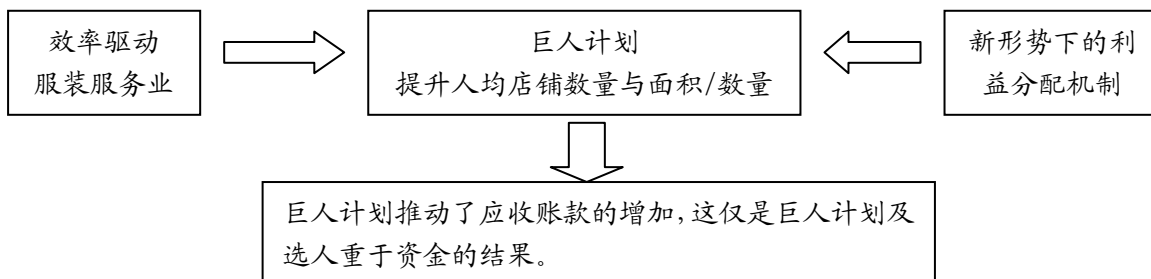 效率驱动
服装服务业
巨人计划
提升人均店铺数量与面积/数量
新形势下的利
益分配机制
巨人计划推动了应收账款的增加,这仅是巨人计划及
选人重于资金的结果。